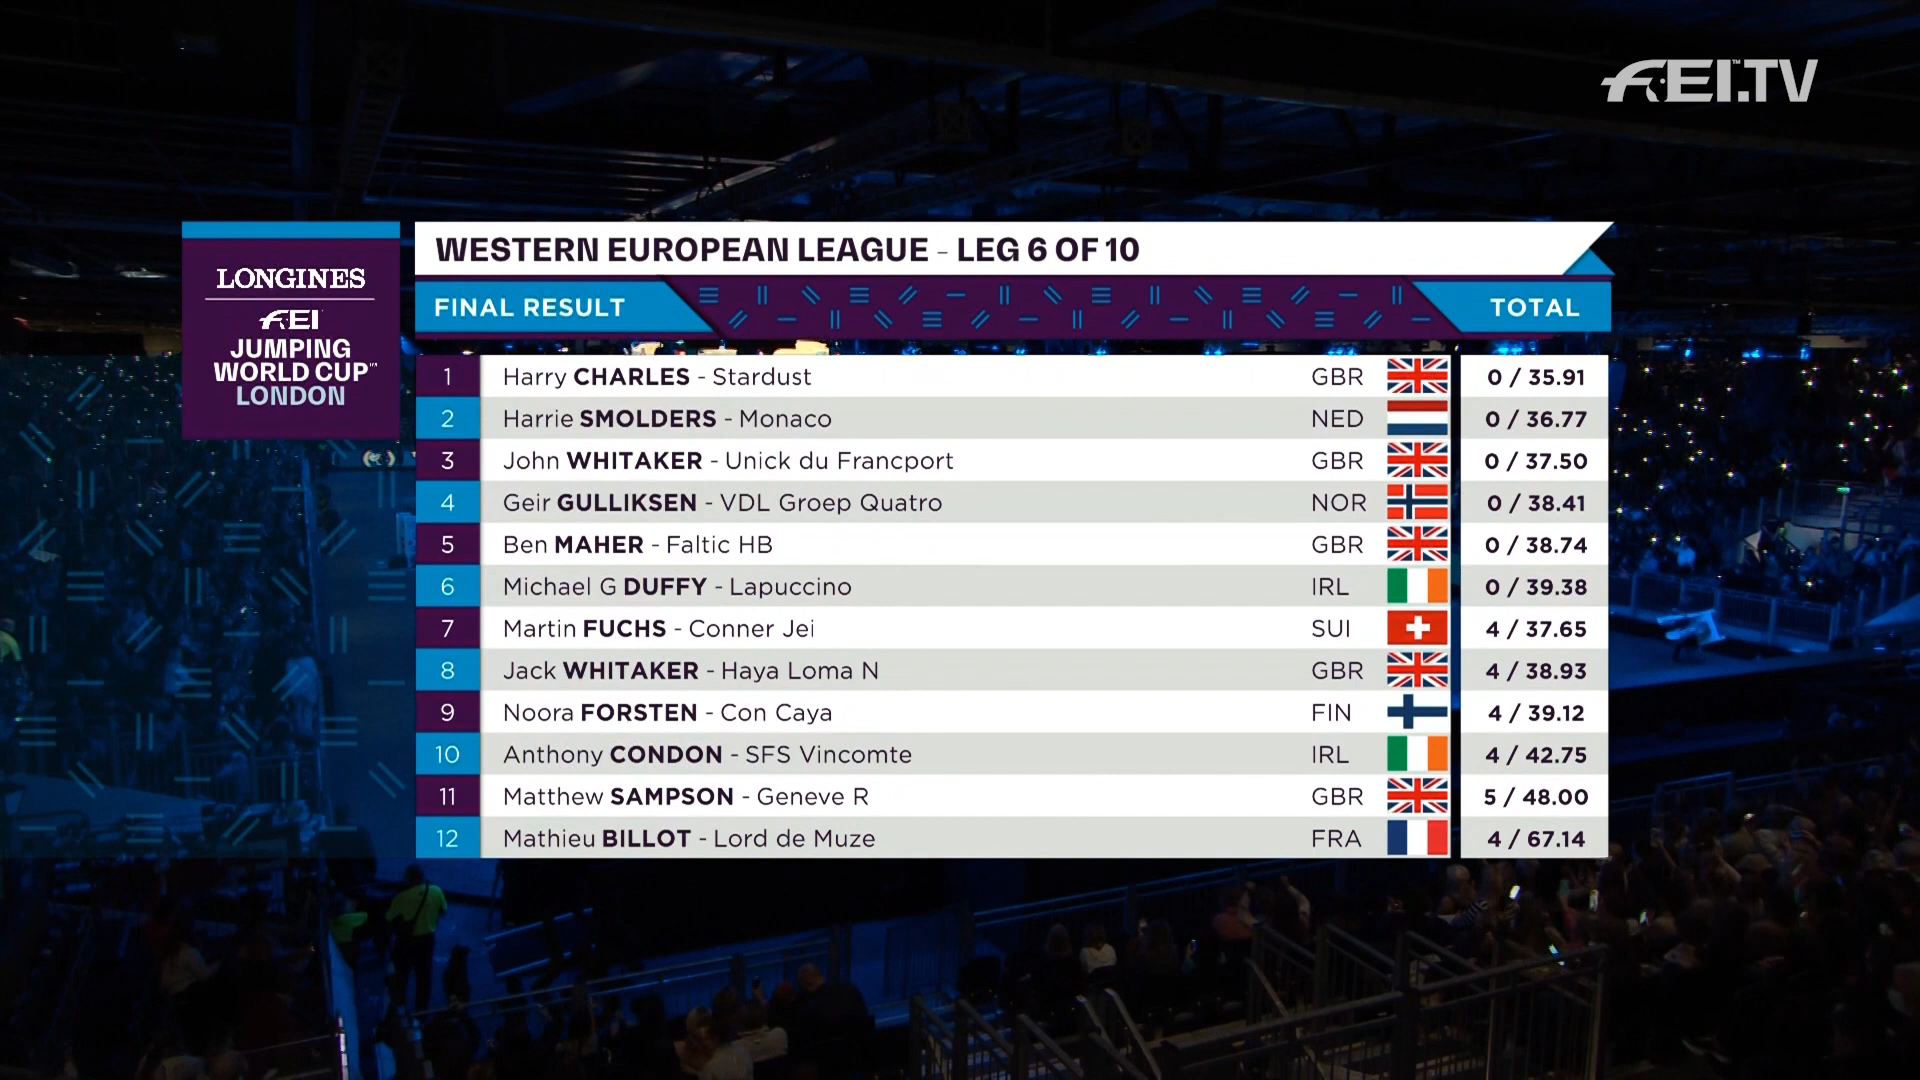 FEI.TV
LONGINES
FEI
JUMPING
WORLD CUP™
LONDON
WESTERN EUROPEAN LEAGUE - LEG 6 OF 10
FINAL RESULT TOTAL
1 Harry CHARLES - Stardust GBR 0 / 35.91
2 Harrie SMOLDERS - Monaco NED 0 / 36.77
3 John WHITAKER - Unick du Francport GBR 0 / 37.50
4 Geir GULLIKSEN - VDL Groep Quatro NOR 0 / 38.41
5 Ben MAHER - Faltic HB GBR 0 / 38.74
6 Michael G DUFFY - Lapuccino IRL 0 / 39.38
7 Martin FUCHS - Conner Jei SUI 4 / 37.65
8 Jack WHITAKER - Haya Loma N GBR 4 / 38.93
9 Noora FORSTEN - Con Caya FIN 4 / 39.12
10 Anthony CONDON - SFS Vincomte IRL 4 / 42.75
11 Matthew SAMPSON - Geneve R GBR 5 / 48.00
12 Mathieu BILLOT - Lord de Muze FRA 4 / 67.14